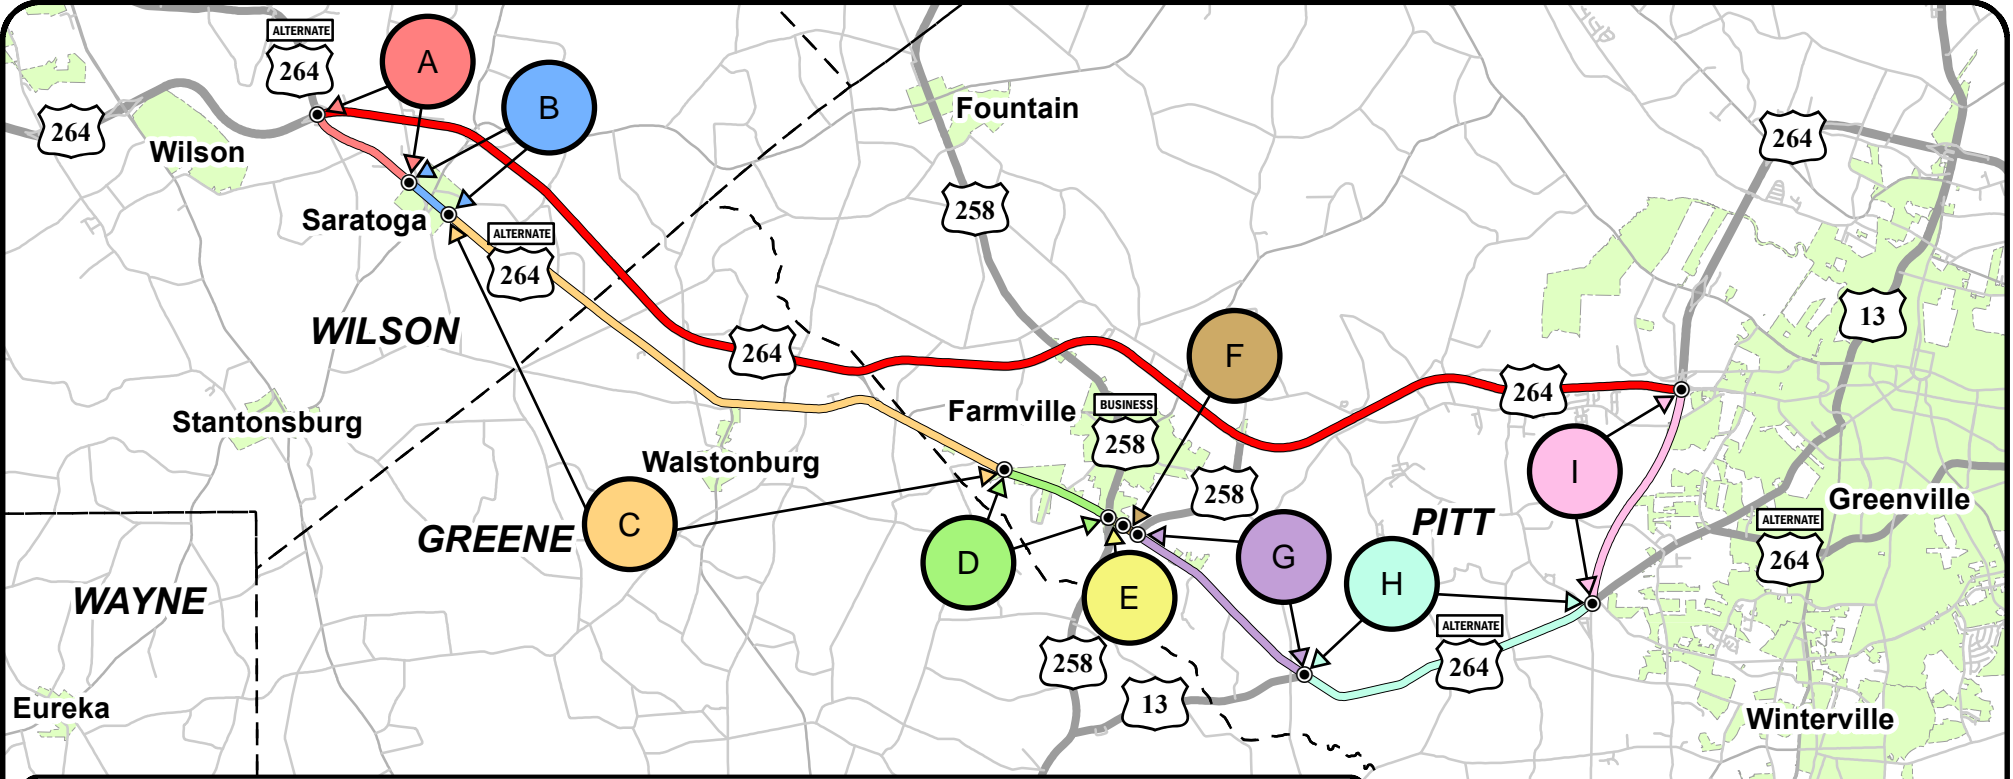 ALTERNATE
264
A
B
264
Wilson
Fountain
264
Saratoga
258
ALTERNATE
264
WILSON
13
264
F
264
Farmville
BUSINESS
258
Stantonsburg
Walstonburg
I
258
Greenville
C
GREENE
PITT
ALTERNATE
264
D
G
H
E
WAYNE
ALTERNATE
264
258
13
Eureka
Winterville